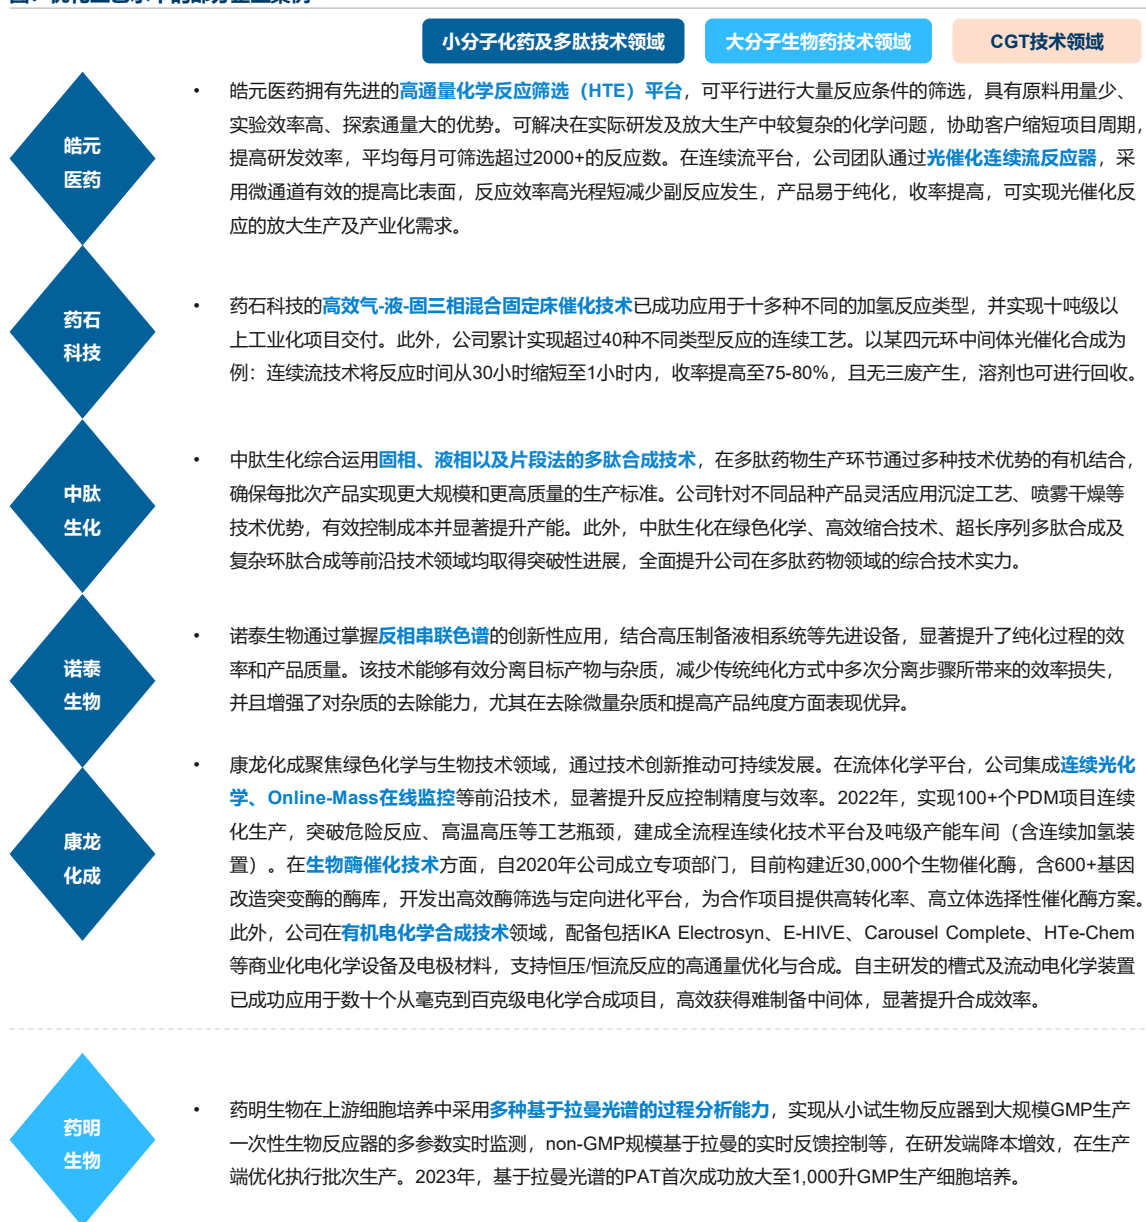 小分子化药及多肽技术领域
大分子生物药技术领域
CGT技术领域
皓元
医药
• 皓元医药拥有先进的高通量化学反应筛选（HTE）平台，可平行进行大量反应条件的筛选，具有原料用量少、
实验效率高、探索通量大的优势。可解决在实际研发及放大生产中较复杂的化学问题，协助客户缩短项目周期，
提高研发效率，平均每月可筛选超过2000+的反应数。在连续流平台，公司团队通过光催化连续流反应器，采
用微通道有效的提高比表面，反应效率高光程短减少副反应发生，产品易于纯化，收率提高，可实现光催化反
应的放大生产及产业化需求。
药石
科技
• 药石科技的高效气-液-固三相混合固定床催化技术已成功应用于十多种不同的加氢反应类型，并实现十吨级以
上工业化项目交付。此外，公司累计实现超过40种不同类型反应的连续工艺。以某四元环中间体光催化合成为
例：连续流技术将反应时间从30小时缩短至1小时内，收率提高至75-80%，且无三废产生，溶剂也可进行回收。
中肽
生化
• 中肽生化综合运用固相、液相以及片段法的多肽合成技术，在多肽药物生产环节通过多种技术优势的有机结合，
确保每批次产品实现更大规模和更高质量的生产标准。公司针对不同品种产品灵活应用沉淀工艺、喷雾干燥等
技术优势，有效控制成本并显著提升产能。此外，中肽生化在绿色化学、高效缩合技术、超长序列多肽合成及
复杂环肽合成等前沿技术领域均取得突破性进展，全面提升公司在多肽药物领域的综合技术实力。
诺泰
生物
• 诺泰生物通过掌握反相串联色谱的创新性应用，结合高压制备液相系统等先进设备，显著提升了纯化过程的效
率和产品质量。该技术能够有效分离目标产物与杂质，减少传统纯化方式中多次分离步骤所带来的效率损失，
并且增强了对杂质的去除能力，尤其在去除微量杂质和提高产品纯度方面表现优异。
康龙
化成
• 康龙化成聚焦绿色化学与生物技术领域，通过技术创新推动可持续发展。在流体化学平台，公司集成连续光化
学、Online-Mass在线监控等前沿技术，显著提升反应控制精度与效率。2022年，实现100+个PDM项目连续
化生产，突破危险反应、高温高压等工艺瓶颈，建成全流程连续化技术平台及吨级产能车间（含连续加氢装
置）。在生物酶催化技术方面，自2020年公司成立专项部门，目前构建近30,000个生物催化酶，含600+基因
改造突变酶的酶库，开发出高效酶筛选与定向进化平台，为合作项目提供高转化率、高立体选择性催化酶方案。
此外，公司在有机电化学合成技术领域，配备包括IKA Electrosyn、E-HIVE、Carousel Complete、HTe-Chem
等商业化电化学设备及电极材料，支持恒压/恒流反应的高通量优化与合成。自主研发的槽式及流动电化学装置
已成功应用于数十个从毫克到百克级电化学合成项目，高效获得难制备中间体，显著提升合成效率。
药明
生物
• 药明生物在上游细胞培养中采用多种基于拉曼光谱的过程分析能力，实现从小试生物反应器到大规模GMP生产
一次性生物反应器的多参数实时监测，non-GMP规模基于拉曼的实时反馈控制等，在研发端降本增效，在生产
端优化执行批次生产。2023年，基于拉曼光谱的PAT首次成功放大至1,000升GMP生产细胞培养。